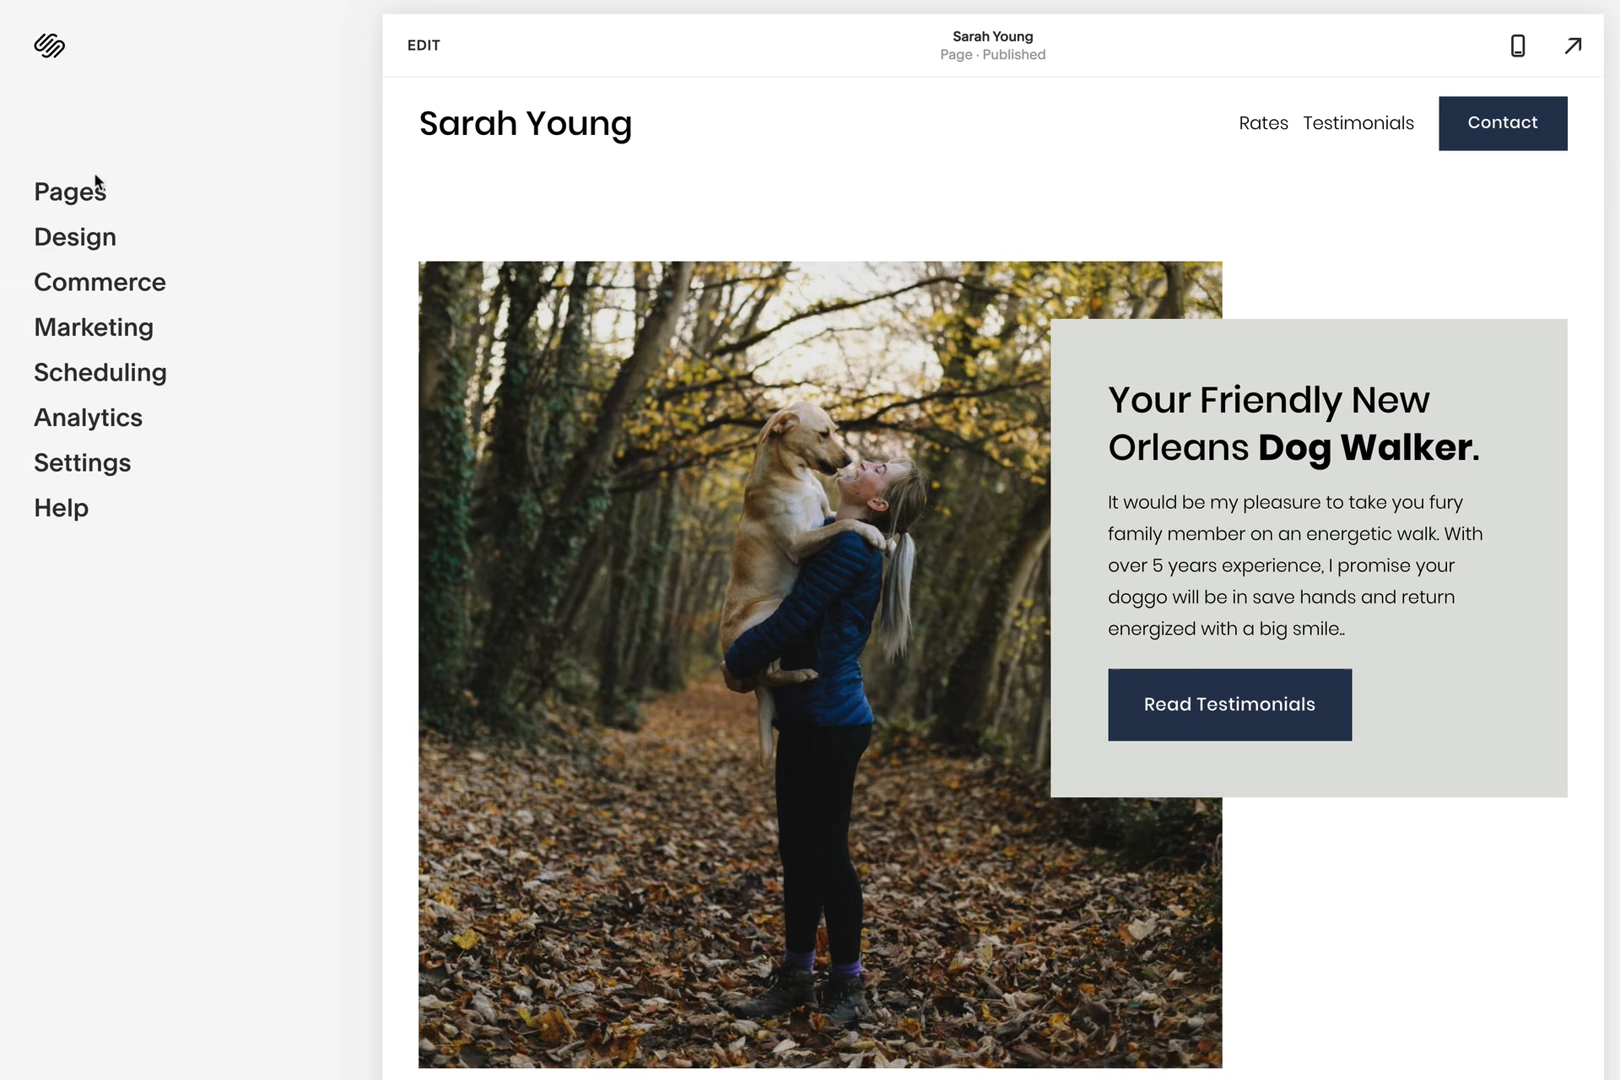 EDIT
Sarah Young
Page · Published
Sarah Young
Rates
Testimonials
Contact
Pages
Design
Commerce
Marketing
Scheduling
Analytics
Settings
Help
Your Friendly New
Orleans Dog Walker.
It would be my pleasure to take you fury
family member on an energetic walk. With
over 5 years experience, I promise your
doggo will be in save hands and return
energized with a big smile..
Read Testimonials